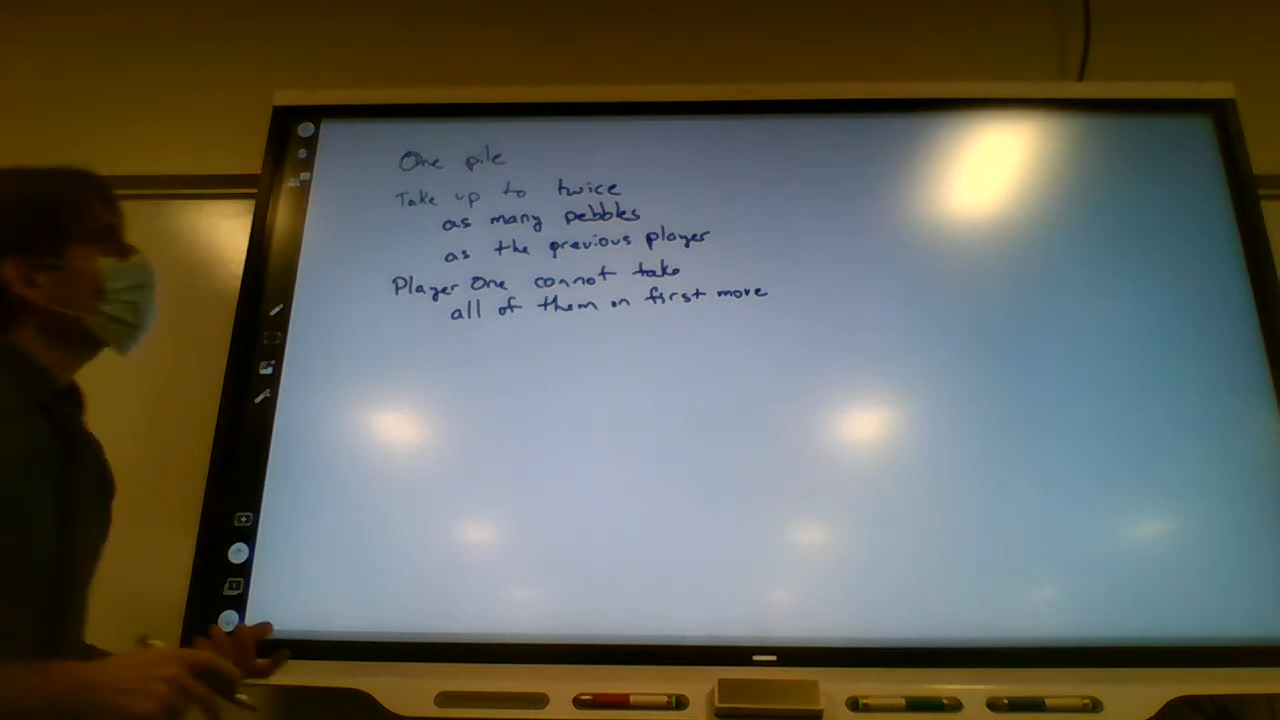 One pile
Take up to twice
as many pebbles
as the previous player
Player One cannot take
all of them on first move